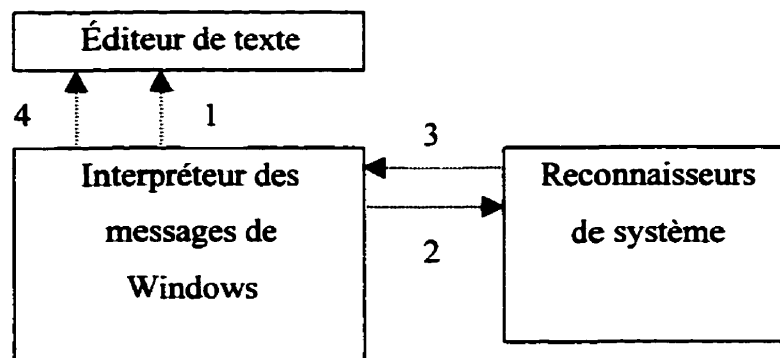 Éditeur de texte
4
1
3
Interpréteur des
messages de
Windows
Reconnaisseurs
de système
2